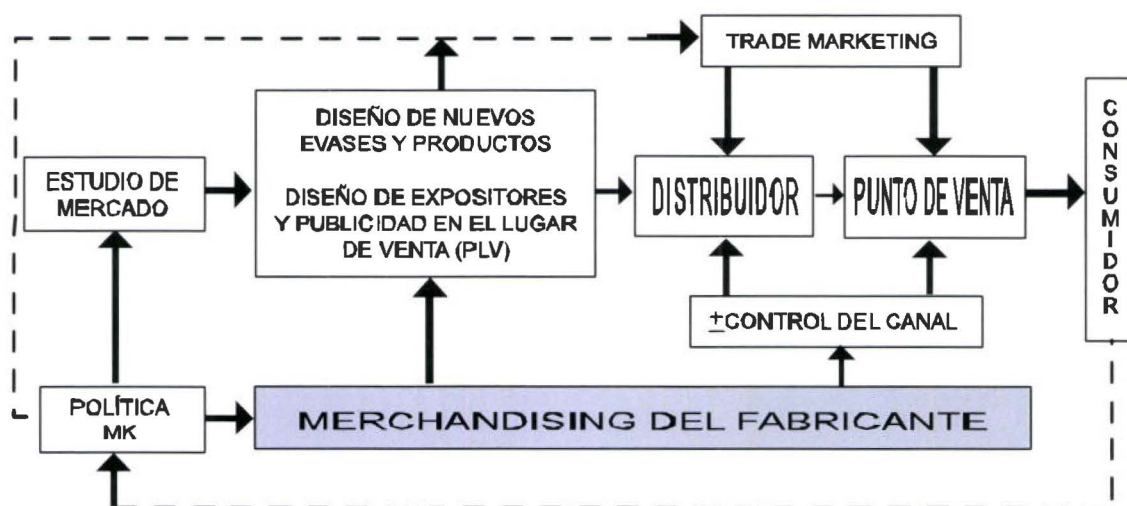 TRADE MARKETING
DISEÑO DE NUEVOS
EVASES Y PRODUCTOS
DISEÑO DE EXPOSITORES
Y PUBLICIDAD EN EL LUGAR
DE VENTA (PLV)
ESTUDIO DE
MERCADO
DISTRIBUIDOR
PUNTO DE VENTA
CONSUMIDOR
±CONTROL DEL CANAL
POLÍTICA
MK
MERCHANDISING DEL FABRICANTE